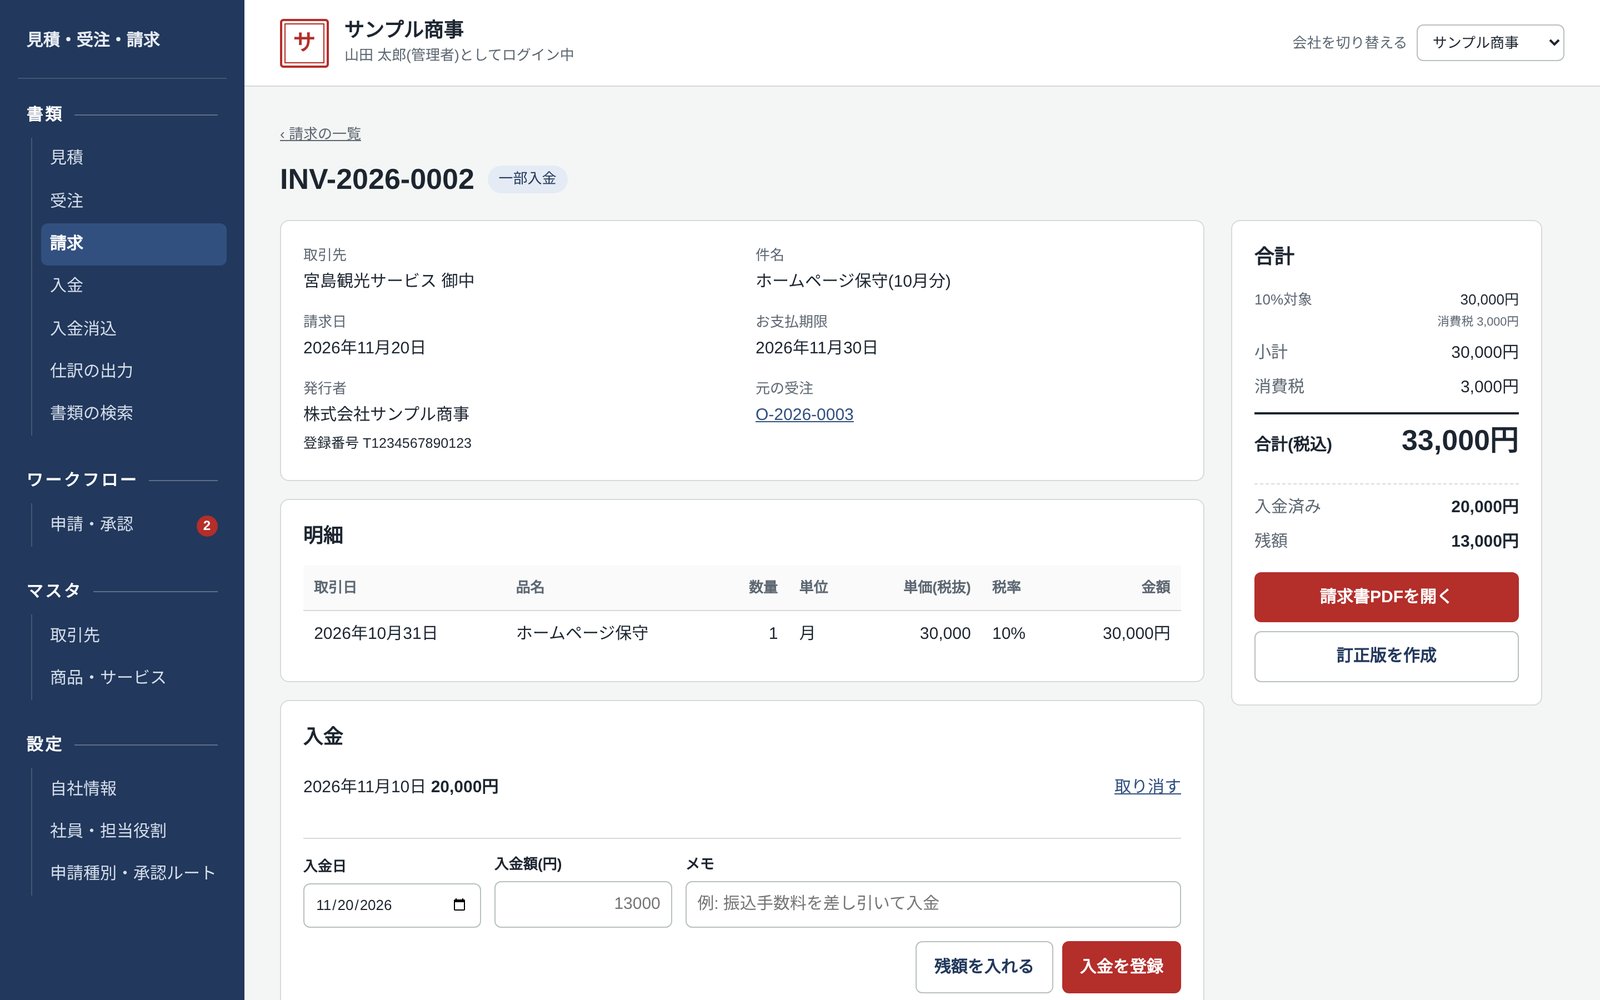 見積・受注・請求
書類
見積
受注
請求
入金
入金消込
仕訳の出力
書類の検索
ワークフロー
申請・承認 2
マスタ
取引先
商品・サービス
設定
自社情報
社員・担当役割
申請種別・承認ルート
サ
サンプル商事
山田 太郎(管理者)としてログイン中
会社を切り替える サンプル商事
‹ 請求の一覧
INV-2026-0002 一部入金
取引先
宮島観光サービス 御中
件名
ホームページ保守(10月分)
請求日
2026年11月20日
お支払期限
2026年11月30日
発行者
株式会社サンプル商事
登録番号 T1234567890123
元の受注
O-2026-0003
明細
取引日 品名 数量 単位 単価(税抜) 税率 金額
2026年10月31日 ホームページ保守 1 月 30,000 10% 30,000円
入金
2026年11月10日 20,000円 取り消す
入金日 入金額(円) メモ
11/20/2026 13000 例: 振込手数料を差し引いて入金
残額を入れる 入金を登録
合計
10%対象 30,000円
消費税 3,000円
小計 30,000円
消費税 3,000円
合計(税込) 33,000円
入金済み 20,000円
残額 13,000円
請求書PDFを開く
訂正版を作成